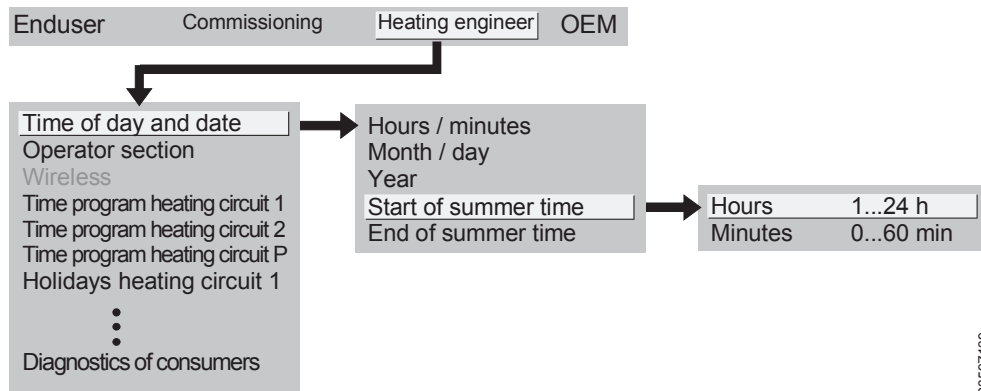 Enduser Commissioning Heating engineer OEM
Time of day and date
Operator section
Wireless
Time program heating circuit 1
Time program heating circuit 2
Time program heating circuit P
Holidays heating circuit 1
Diagnostics of consumers
Hours / minutes
Month / day
Year
Start of summer time
End of summer time
Hours 1...24 h
Minutes 0...60 min